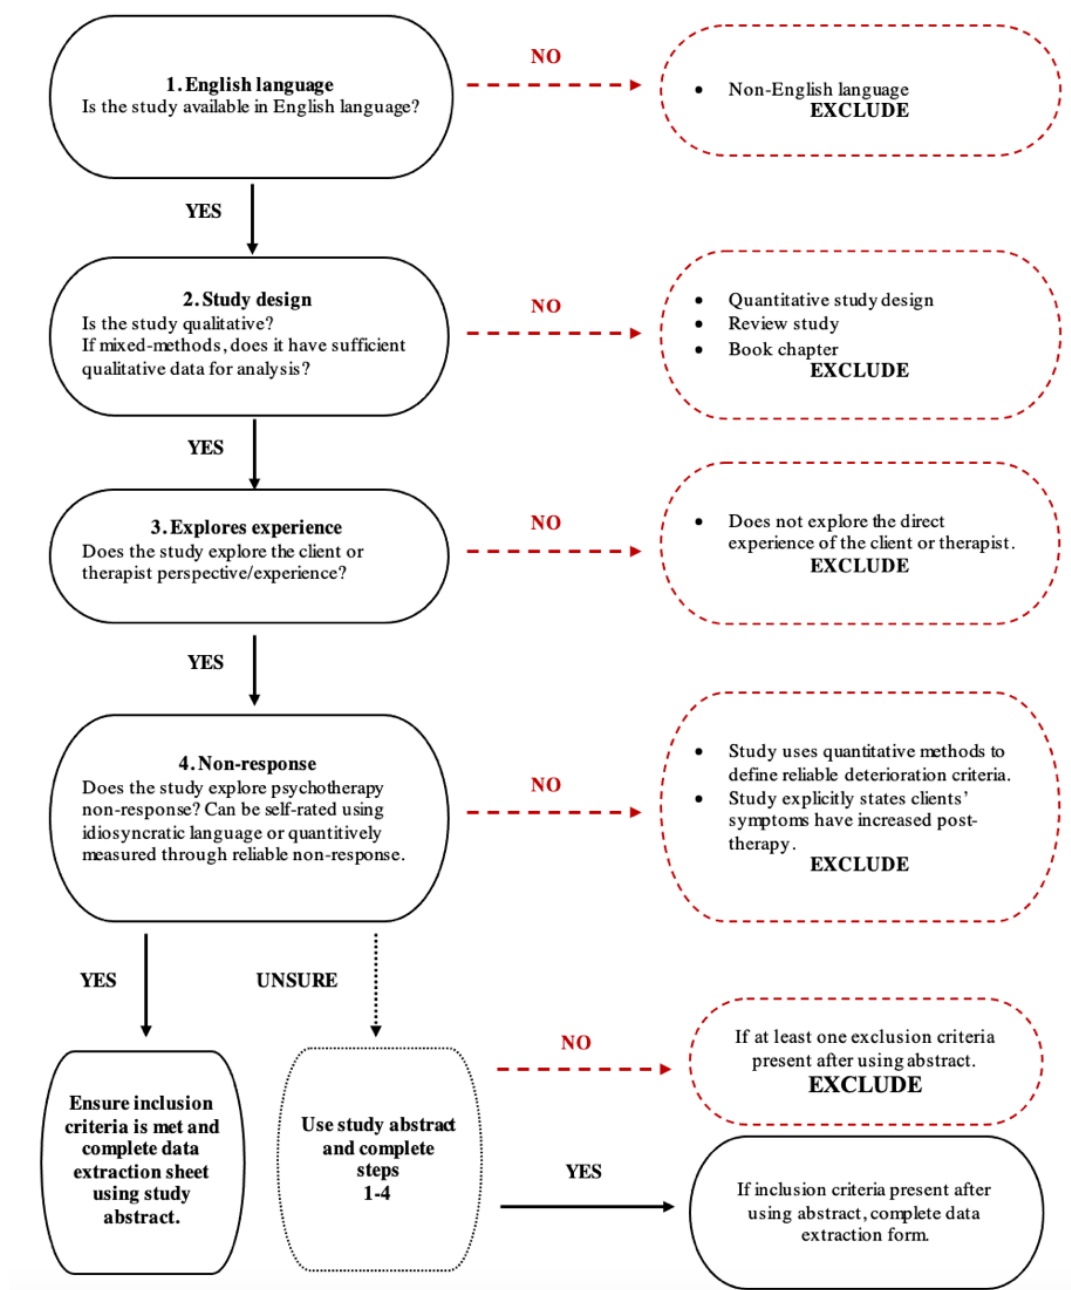 1. English language
Is the study available in English language?
NO
• Non-English language
EXCLUDE
YES
2. Study design
Is the study qualitative?
If mixed-methods, does it have sufficient
qualitative data for analysis?
NO
• Quantitative study design
• Review study
• Book chapter
EXCLUDE
YES
3. Explores experience
Does the study explore the client or
therapist perspective/experience?
NO
• Does not explore the direct
experience of the client or therapist.
EXCLUDE
YES
4. Non-response
Does the study explore psychotherapy
non-response? Can be self-rated using
idiosyncratic language or quantitively
measured through reliable non-response.
NO
• Study uses quantitative methods to
define reliable deterioration criteria.
• Study explicitly states clients’
symptoms have increased post-
therapy.
EXCLUDE
YES
UNSURE
Ensure inclusion
criteria is met and
complete data
extraction sheet
using study
abstract.
Use study abstract
and complete
steps
1-4
NO
If at least one exclusion criteria
present after using abstract.
EXCLUDE
YES
If inclusion criteria present after
using abstract, complete data
extraction form.